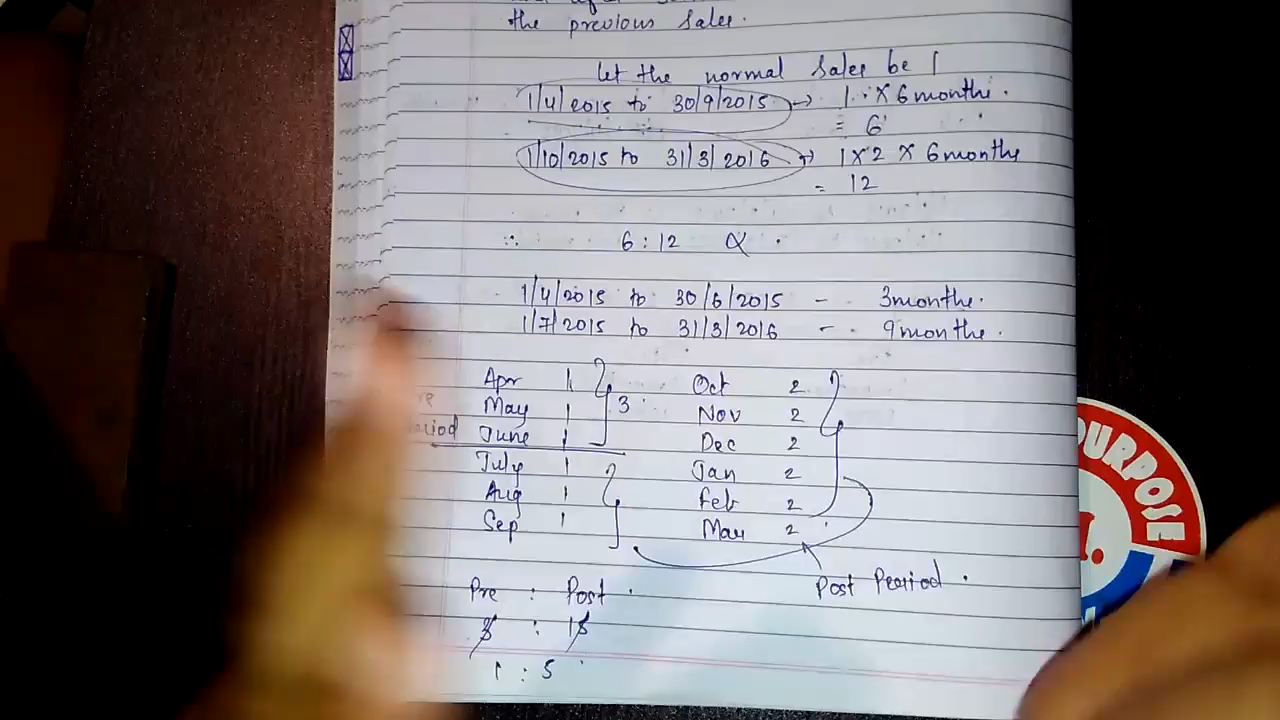 the previous sales.
let the normal sales be 1
1/4/2015 to 30/9/2015 → 1 × 6 months.
= 6
1/10/2015 to 31/3/2016 → 1×2 × 6 months
= 12
∴ 6 : 12
1/4/2015 to 30/6/2015 - 3 months.
1/7/2015 to 31/3/2016 - 9 months.
Apr 1 Oct 2
May 1 3 Nov 2
Period June 1 Dec 2
July 1 Jan 2
Aug 1 Feb 2
Sep 1 Mar 2
Post Period.
Pre : Post
3 : 15
1 : 5
URPOSE